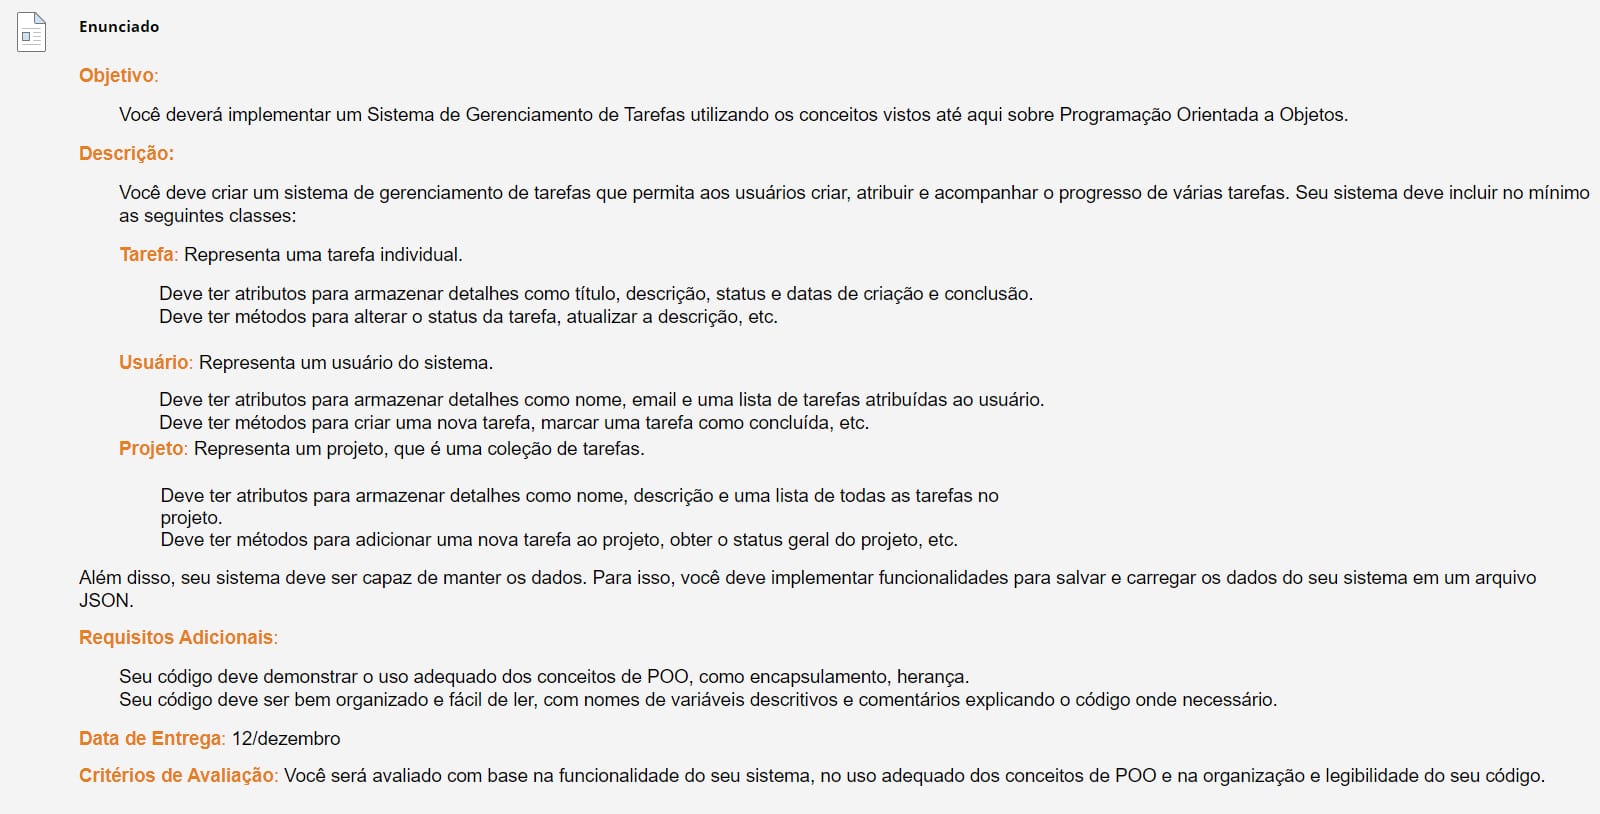 Enunciado
Objetivo:
Você deverá implementar um Sistema de Gerenciamento de Tarefas utilizando os conceitos vistos até aqui sobre Programação Orientada a Objetos.
Descrição:
Você deve criar um sistema de gerenciamento de tarefas que permita aos usuários criar, atribuir e acompanhar o progresso de várias tarefas. Seu sistema deve incluir no mínimo
as seguintes classes:
Tarefa: Representa uma tarefa individual.
Deve ter atributos para armazenar detalhes como título, descrição, status e datas de criação e conclusão.
Deve ter métodos para alterar o status da tarefa, atualizar a descrição, etc.
Usuário: Representa um usuário do sistema.
Deve ter atributos para armazenar detalhes como nome, email e uma lista de tarefas atribuídas ao usuário.
Deve ter métodos para criar uma nova tarefa, marcar uma tarefa como concluída, etc.
Projeto: Representa um projeto, que é uma coleção de tarefas.
Deve ter atributos para armazenar detalhes como nome, descrição e uma lista de todas as tarefas no
projeto.
Deve ter métodos para adicionar uma nova tarefa ao projeto, obter o status geral do projeto, etc.
Além disso, seu sistema deve ser capaz de manter os dados. Para isso, você deve implementar funcionalidades para salvar e carregar os dados do seu sistema em um arquivo
JSON.
Requisitos Adicionais:
Seu código deve demonstrar o uso adequado dos conceitos de POO, como encapsulamento, herança.
Seu código deve ser bem organizado e fácil de ler, com nomes de variáveis descritivos e comentários explicando o código onde necessário.
Data de Entrega: 12/dezembro
Critérios de Avaliação: Você será avaliado com base na funcionalidade do seu sistema, no uso adequado dos conceitos de POO e na organização e legibilidade do seu código.